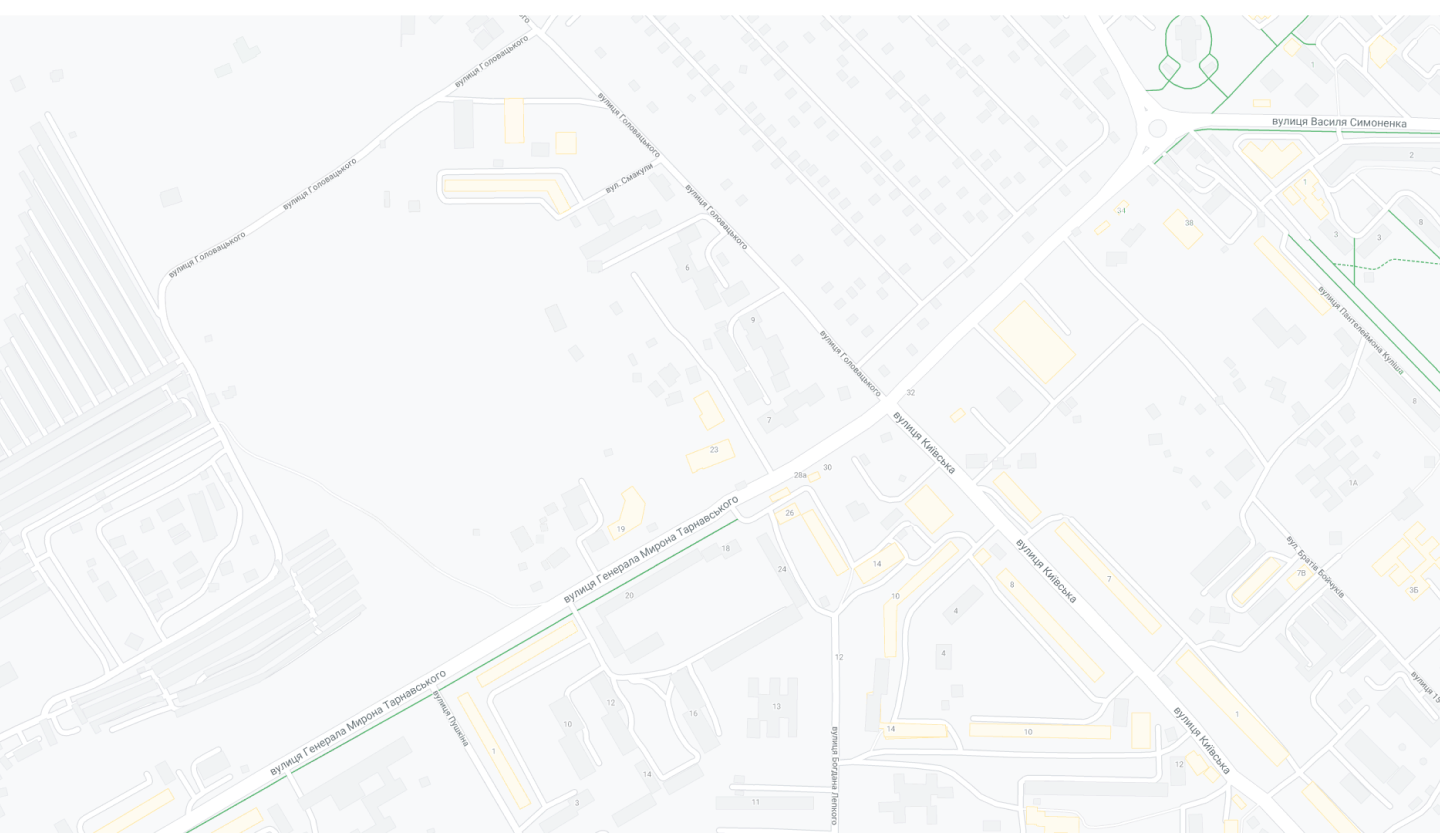 вулиця Головацького
вулиця Головацького
вулиця Василя Симоненка
1
2
вулиця Головацького
вул. Смакули
1
вулиця Головацького
34
38
8
3
3
вулиця Головацького
6
вулиця Пантелеймона Куліша
9
вулиця Головацького
32
8
7
вулиця Київська
23
30
28а
1А
вулиця Генерала Мирона Тарнавського
26
19
18
24
14
вулиця Київська
вул. Братів Бойчуків
20
10
8
7
7В
3Б
4
4
12
вулиця Генерала Мирона Тарнавського
вулиця Пушкіна
12
16
13
10
1
14
10
1
вулиця Київська
вулиця Богдана Лепкого
14
12
3
11